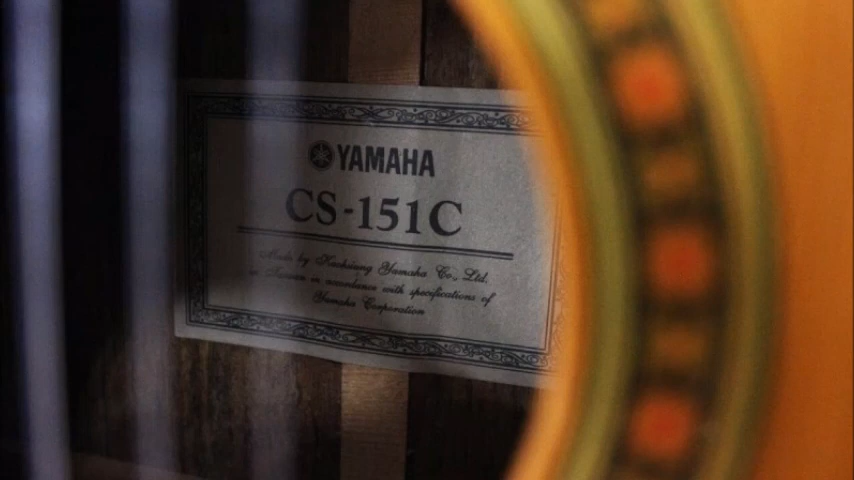 YAMAHA
CS-151C
Made by Kaohsiung Yamaha Co., Ltd.
in Taiwan in accordance with specifications of
Yamaha Corporation